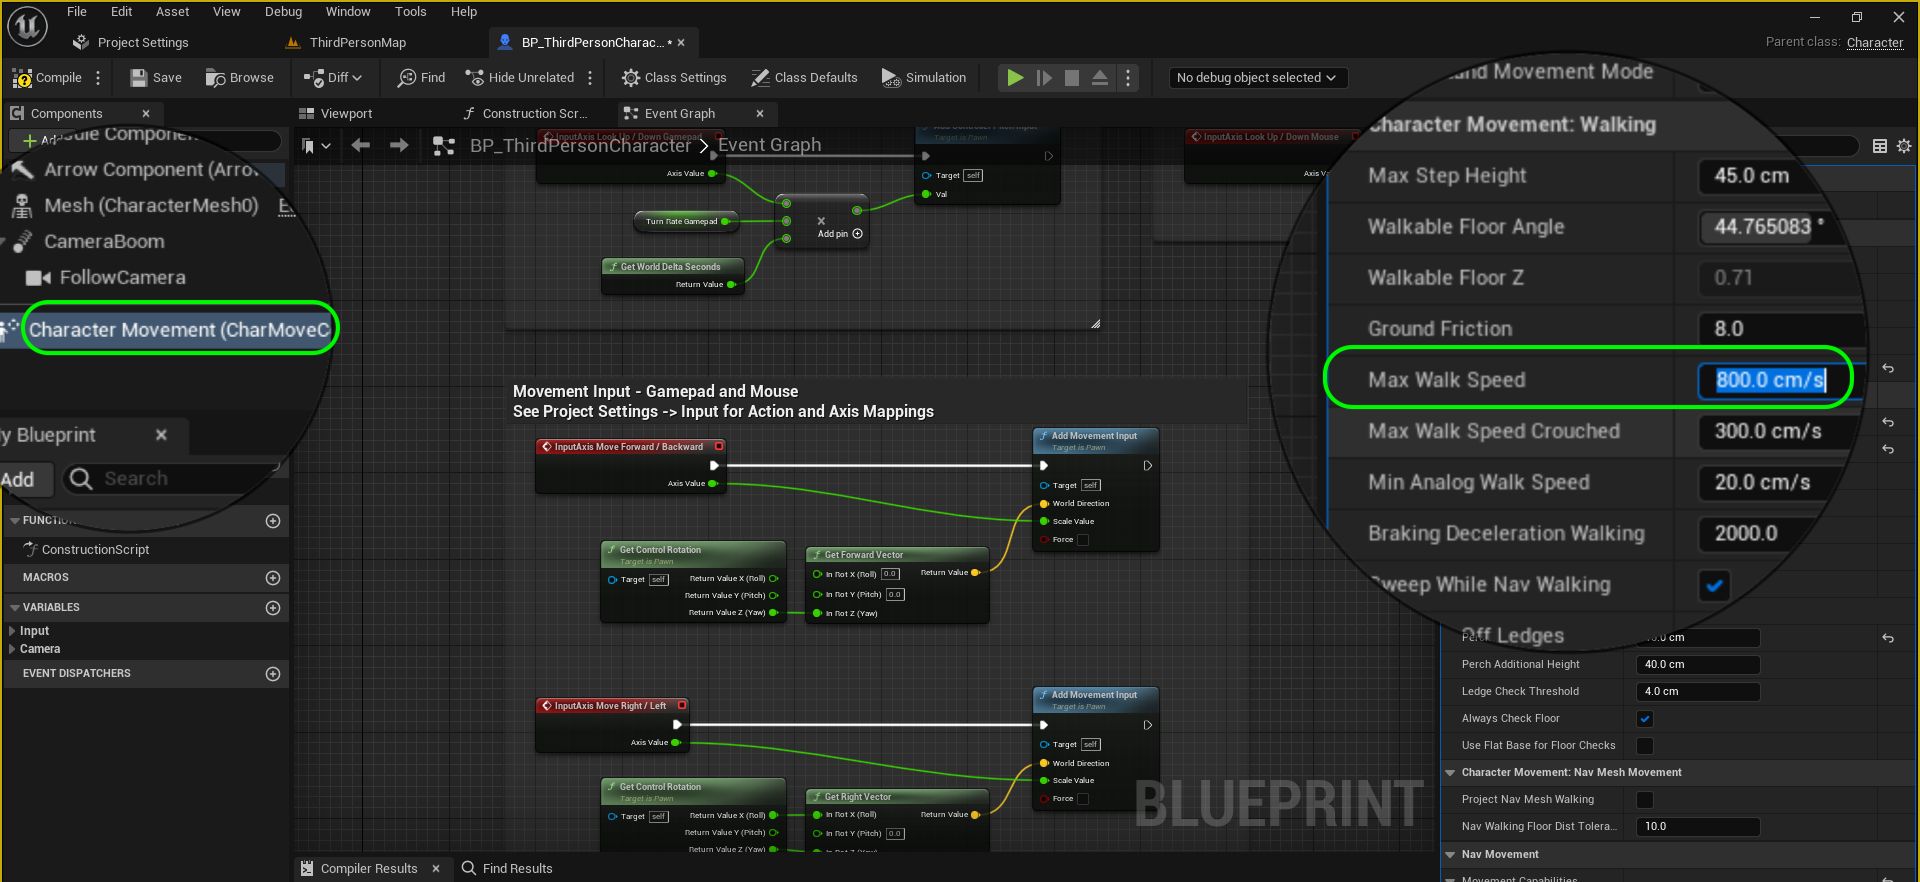 File Edit Asset View Debug Window Tools Help
Project Settings ThirdPersonMap BP_ThirdPersonCharac... •
Parent class: Character
Compile Save Browse Diff Find Hide Unrelated Class Settings Class Defaults Simulation No debug object selected
Components Viewport Construction Scr... Event Graph
BP_ThirdPersonCharacter > Event Graph
Arrow Component (Arro
Mesh (CharacterMesh0)
CameraBoom
FollowCamera
Character Movement (CharMoveC
y Blueprint
Add Search
ConstructionScript
MACROS
VARIABLES
Input
Camera
EVENT DISPATCHERS
InputAxis Look Up / Down Gamepad
Target is Pawn
Axis Value
Target self
Val
Turn Rate Gamepad
Add pin
Get World Delta Seconds
Return Value
InputAxis Look Up / Down Mouse
Movement Input - Gamepad and Mouse
See Project Settings -> Input for Action and Axis Mappings
InputAxis Move Forward / Backward
Axis Value
Add Movement Input
Target is Pawn
Target self
World Direction
Scale Value
Force
Get Control Rotation
Target is Pawn
Target self
Return Value X (Roll)
Return Value Y (Pitch)
Return Value Z (Yaw)
Get Forward Vector
In Rot X (Roll) 0.0
In Rot Y (Pitch) 0.0
In Rot Z (Yaw)
Return Value
InputAxis Move Right / Left
Axis Value
Add Movement Input
Target is Pawn
Target self
World Direction
Scale Value
Force
Get Control Rotation
Target is Pawn
Target self
Return Value X (Roll)
Return Value Y (Pitch)
Return Value Z (Yaw)
Get Right Vector
In Rot X (Roll)
In Rot Y (Pitch) 0.0
Return Value
BLUEPRINT
Movement Mode
Character Movement: Walking
Max Step Height 45.0 cm
Walkable Floor Angle 44.765083 °
Walkable Floor Z 0.71
Ground Friction 8.0
Max Walk Speed 800.0 cm/s
Max Walk Speed Crouched 300.0 cm/s
Min Analog Walk Speed 20.0 cm/s
Braking Deceleration Walking 2000.0
Sweep While Nav Walking
Off Ledges
Perch Additional Height 40.0 cm
Ledge Check Threshold 4.0 cm
Always Check Floor
Use Flat Base for Floor Checks
Character Movement: Nav Mesh Movement
Project Nav Mesh Walking
Nav Walking Floor Dist Tolera... 10.0
Nav Movement
Movement Capabilities
Compiler Results Find Results